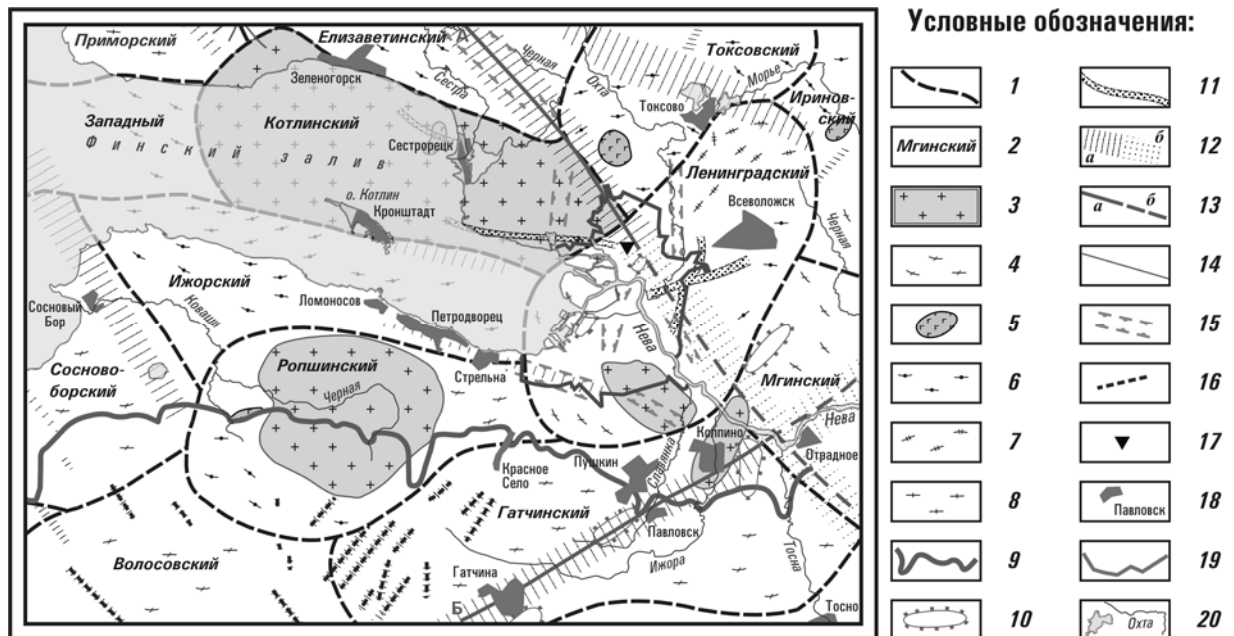 Условные обозначения:
Приморский
Елизаветинский
А
Черная
Охта
Токсовский
Морье
Зеленогорск
Сестра
Токсово
Ириновский
Западный
Котлинский
Финский залив
Сестрорецк
Ленинградский
о. Котлин
Кронштадт
Всеволожск
Черная
Ижорский
Сосновый
Бор
Коваши
Ломоносов
Петродворец
Нева
Сосново-
борский
Ропшинский
Черная
Стрельна
Мгинский
Нева
Колпино
Отрадное
Красное
Село
Пушкин
Славянка
Гатчинский
Павловск
Волосовский
Ижора
Тосна
Гатчина
Б
Тосно
1
Мгинский 2
3
4
5
6
7
8
9
10
11
а б 12
а б 13
14
15
16
17
Павловск 18
19
Охта 20